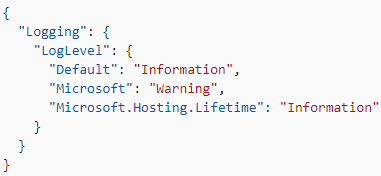 {
  "Logging": {
    "LogLevel": {
      "Default": "Information",
      "Microsoft": "Warning",
      "Microsoft.Hosting.Lifetime": "Information"
    }
  }
}